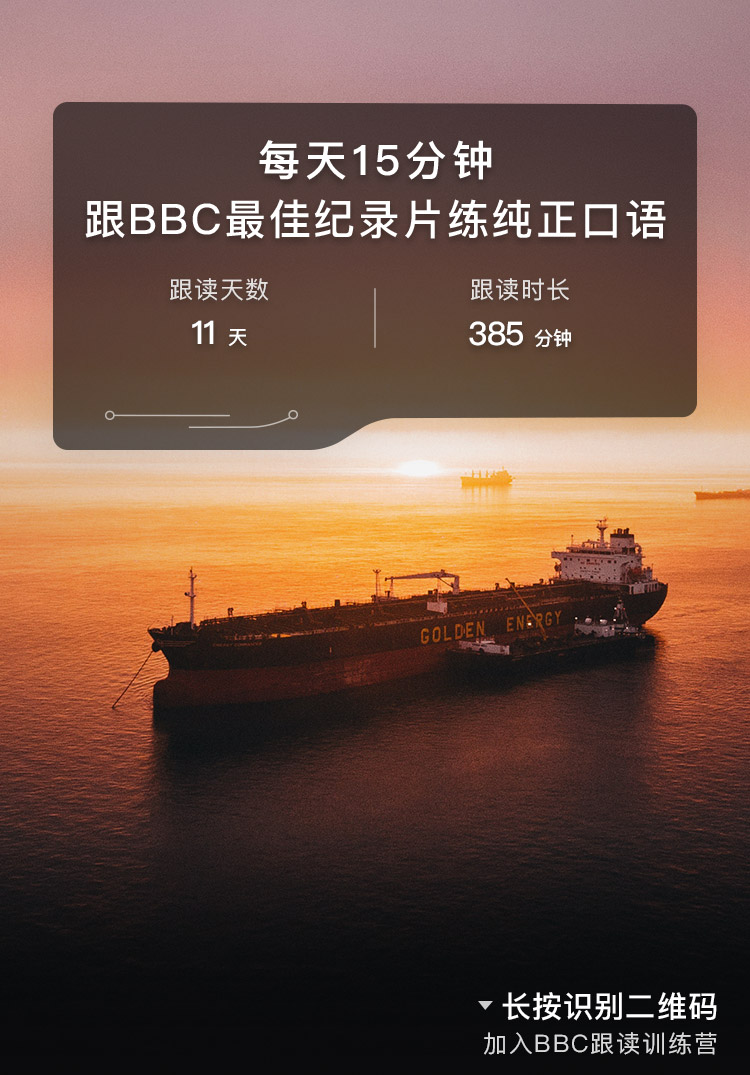 每天15分钟
跟BBC最佳纪录片练纯正口语
跟读天数
11 天
跟读时长
385 分钟
GOLDEN ENERGY
长按识别二维码
加入BBC跟读训练营